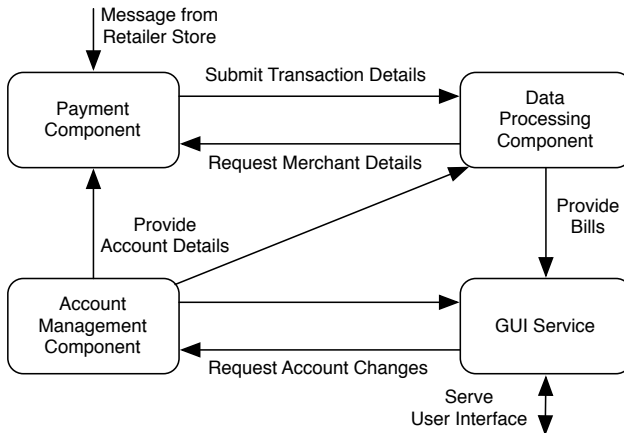 Message from
Retailer Store
Submit Transaction Details
Payment
Component
Data
Processing
Component
Request Merchant Details
Provide
Account Details
Provide
Bills
Account
Management
Component
GUI Service
Request Account Changes
Serve
User Interface